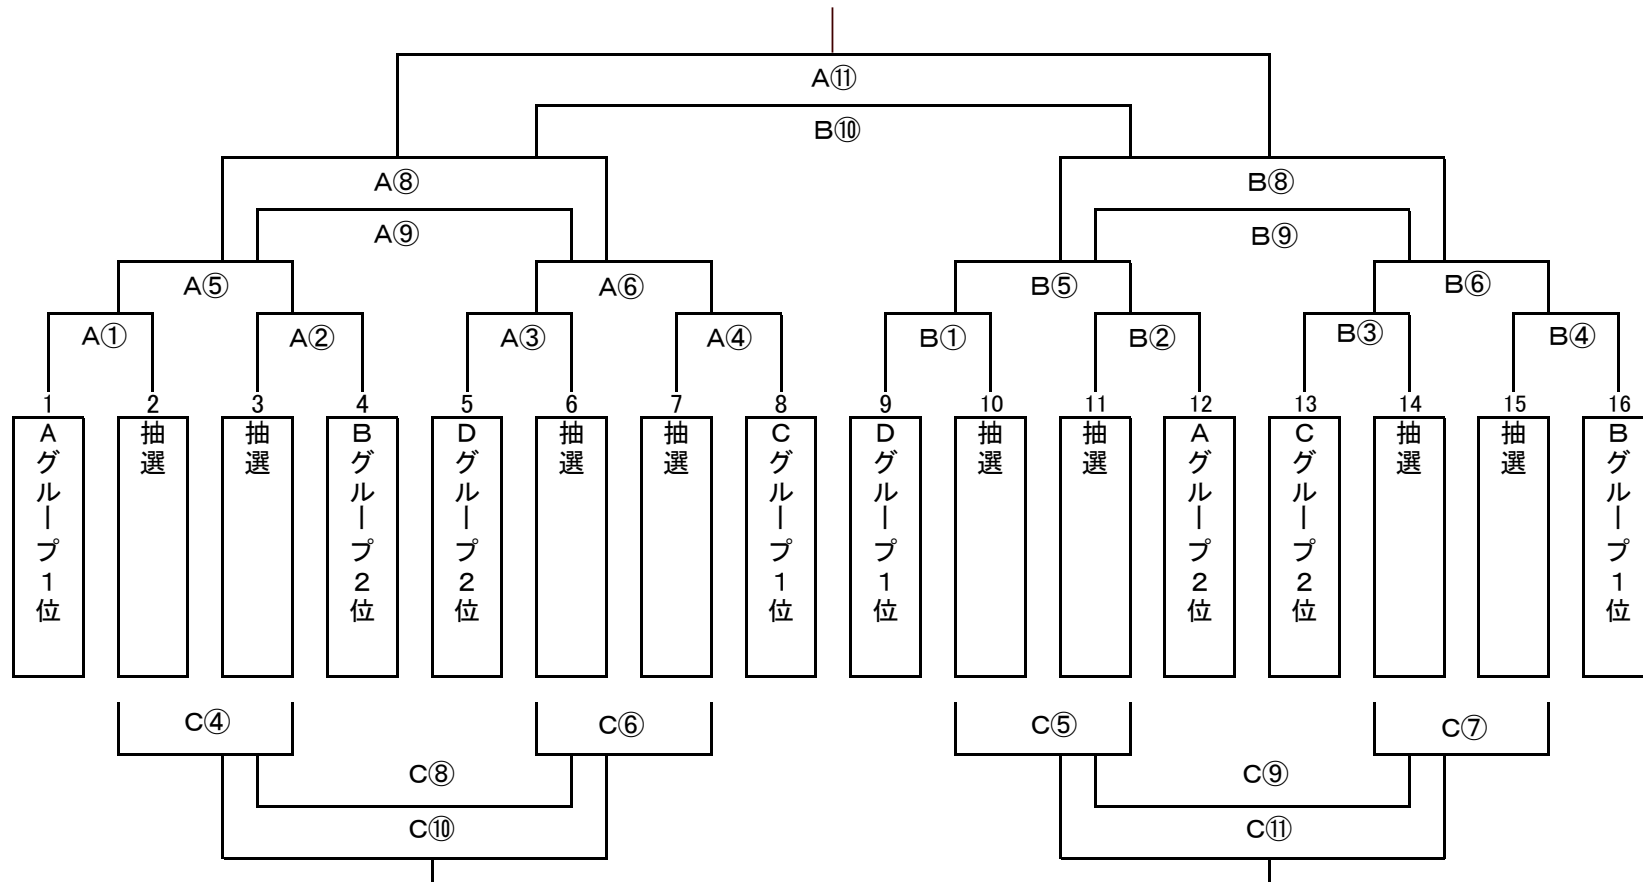 A⑪
B⑩
A⑧
B⑧
A⑨
B⑨
A⑤
A⑥
B⑤
B⑥
A①
A②
A③
A④
B①
B②
B③
B④
1
2
3
4
5
6
7
8
9
10
11
12
13
14
15
16
Aグループ1位
抽選
抽選
Bグループ2位
Dグループ2位
抽選
抽選
Cグループ1位
Dグループ1位
抽選
抽選
Aグループ2位
Cグループ2位
抽選
抽選
Bグループ1位
C④
C⑥
C⑤
C⑦
C⑧
C⑨
C⑩
C⑪